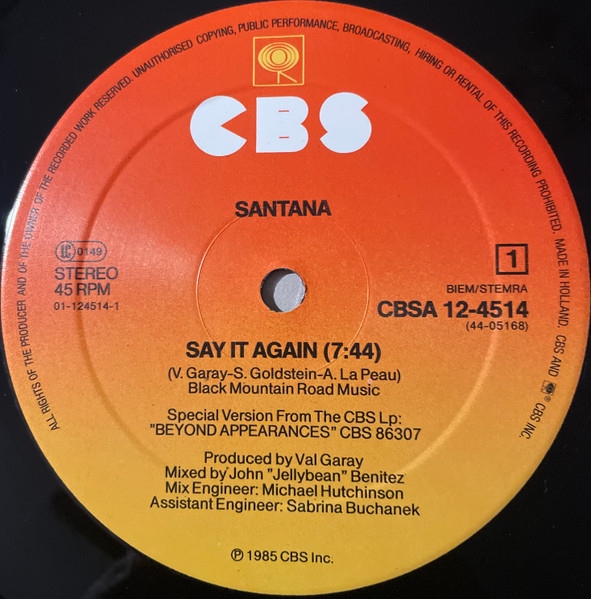 ALL RIGHTS OF THE PRODUCER AND OF THE OWNER OF THE RECORDED WORK RESERVED. UNAUTHORISED COPYING, PUBLIC PERFORMANCE, BROADCASTING, HIRING OR RENTAL OF THIS RECORDING PROHIBITED. MADE IN HOLLAND. CBS AND ® CBS INC.
CBS
SANTANA
LC 0149
STEREO
45 RPM
01-124514-1
1
BIEM/STEMRA
CBSA 12-4514
(44-05168)
SAY IT AGAIN (7:44)
(V. Garay-S. Goldstein-A. La Peau)
Black Mountain Road Music
Special Version From The CBS Lp:
"BEYOND APPEARANCES" CBS 86307
Produced by Val Garay
Mixed by John "Jellybean" Benitez
Mix Engineer: Michael Hutchinson
Assistant Engineer: Sabrina Buchanek
℗ 1985 CBS Inc.